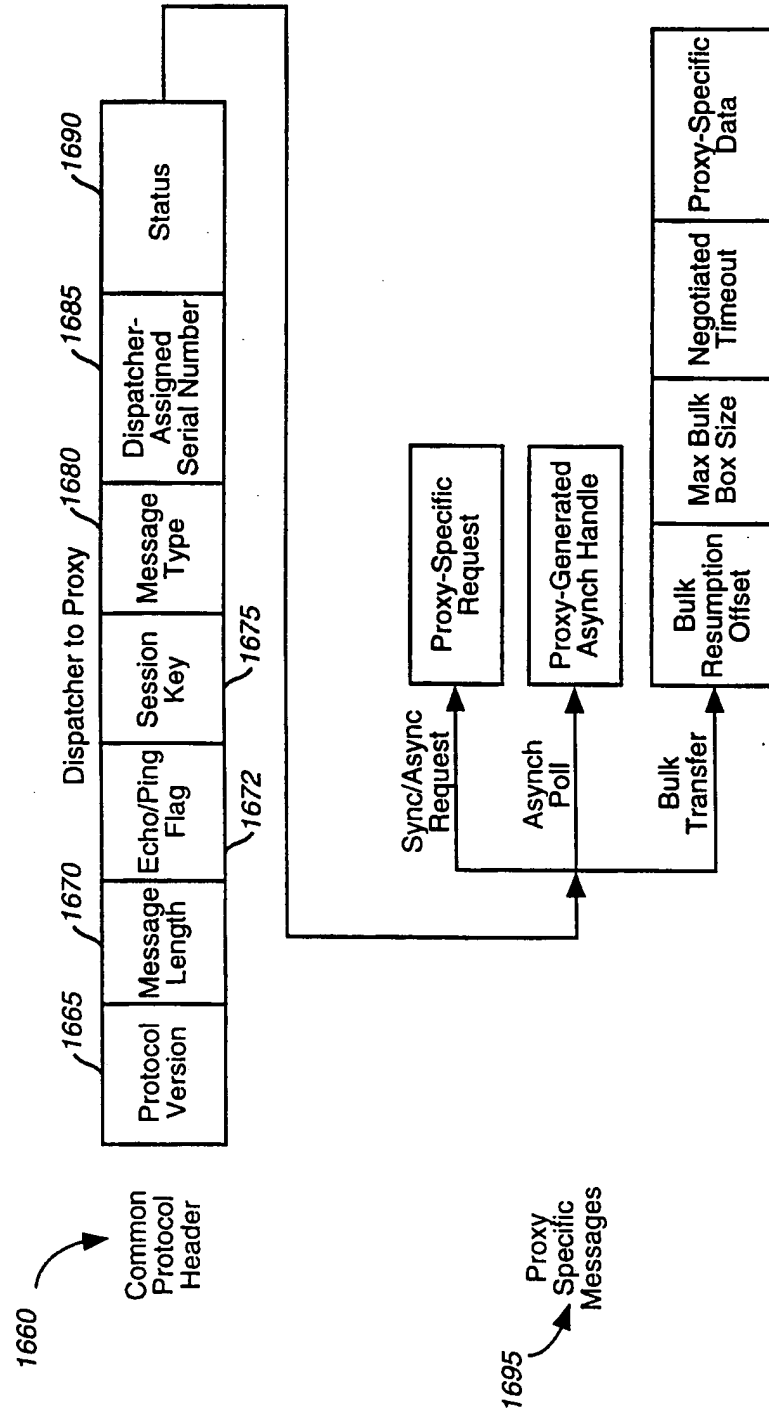 Dispatcher to Proxy
1660
Common
Protocol
Header
1665
1670
1680
1685
1690
Protocol
Version
Message
Length
Echo/Ping
Flag
Session
Key
Message
Type
Dispatcher-
Assigned
Serial Number
Status
1672
1675
1695
Proxy
Specific
Messages
Sync/Async
Request
Proxy-Specific
Request
Asynch
Poll
Proxy-Generated
Asynch Handle
Bulk
Transfer
Bulk
Resumption
Offset
Max Bulk
Box Size
Negotiated
Timeout
Proxy-Specific
Data